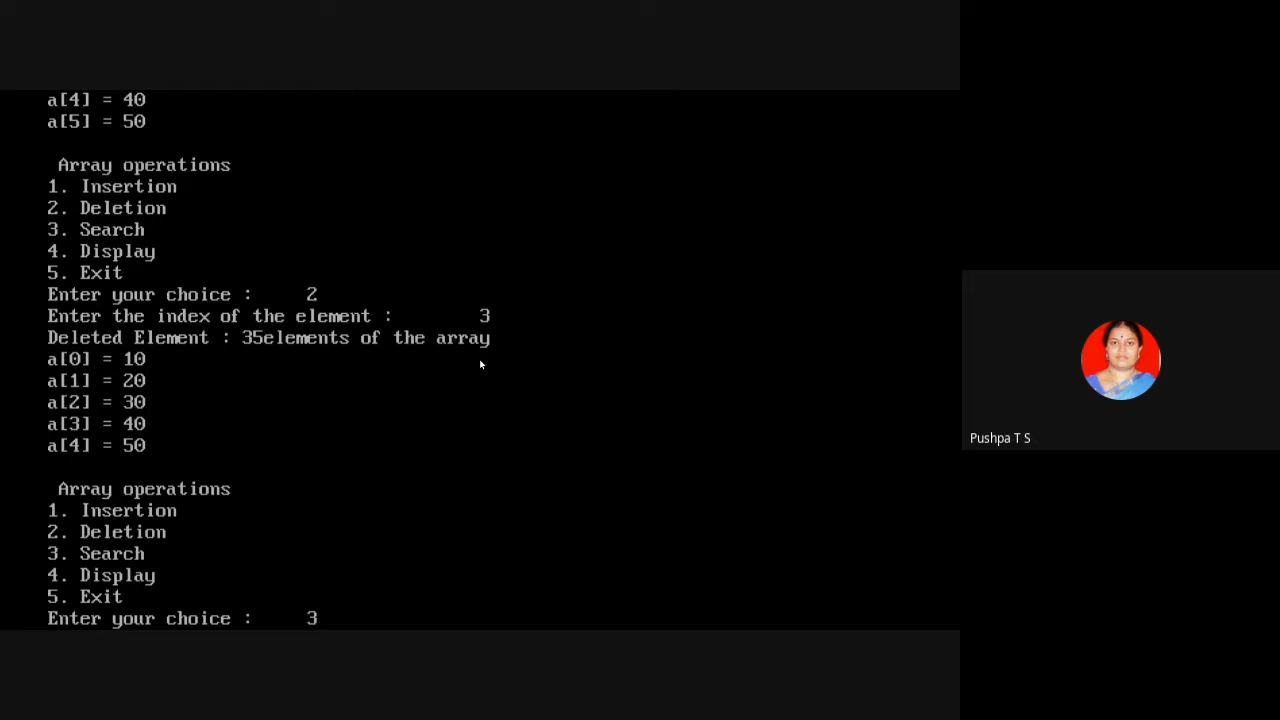 a[4] = 40
a[5] = 50
Array operations
1. Insertion
2. Deletion
3. Search
4. Display
5. Exit
Enter your choice : 2
Enter the index of the element : 3
Deleted Element : 35elements of the array
a[0] = 10
a[1] = 20
a[2] = 30
a[3] = 40
a[4] = 50
Array operations
1. Insertion
2. Deletion
3. Search
4. Display
5. Exit
Enter your choice : 3
Pushpa T S